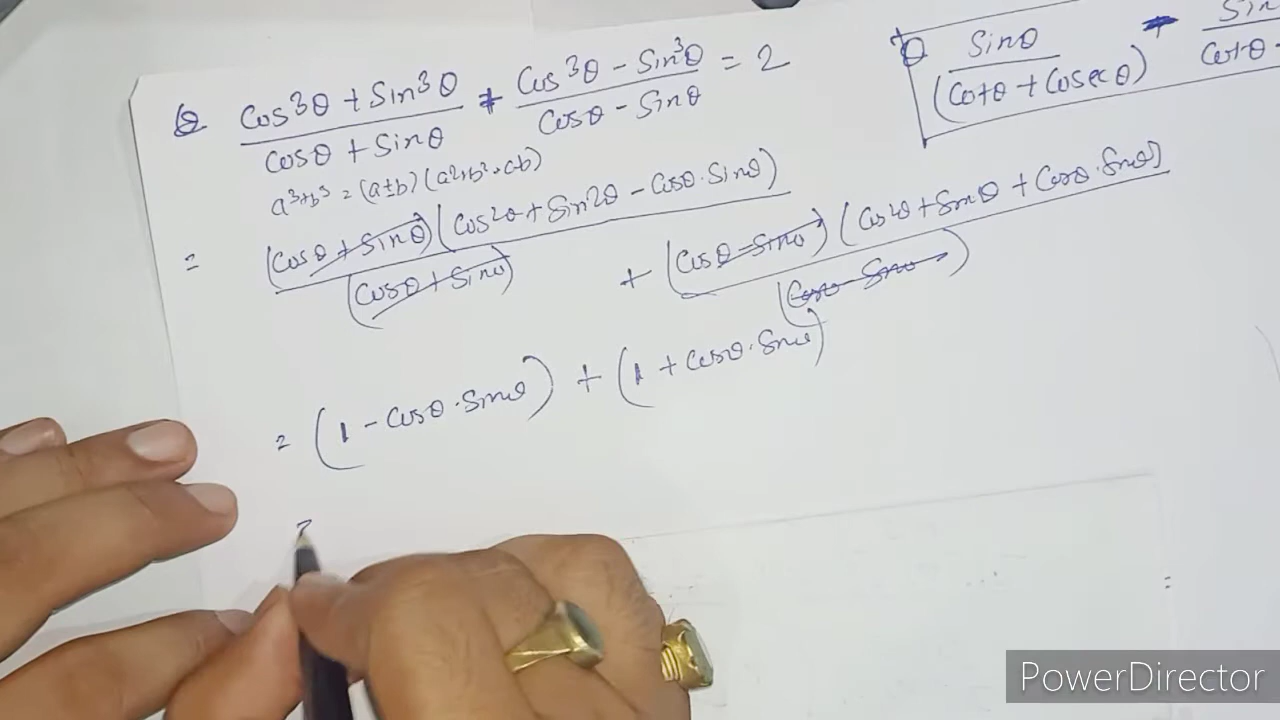 Q (Cos³θ + Sin³θ)/(Cosθ + Sinθ) + (Cos³θ − Sin³θ)/(Cosθ − Sinθ) = 2
a³+b³ = (a±b)(a²+b²+ab)
= (Cosθ + Sinθ)(Cos²θ + Sin²θ − Cosθ·Sinθ)/(Cosθ + Sinθ) + (Cosθ − Sinθ)(Cos²θ + Sin²θ + Cosθ·Sinθ)/(Cosθ − Sinθ)
= (1 − Cosθ·Sinθ) + (1 + Cosθ·Sinθ)
=
Q Sinθ/(Cotθ + Cosecθ) + Sin/Cotθ -
PowerDirector